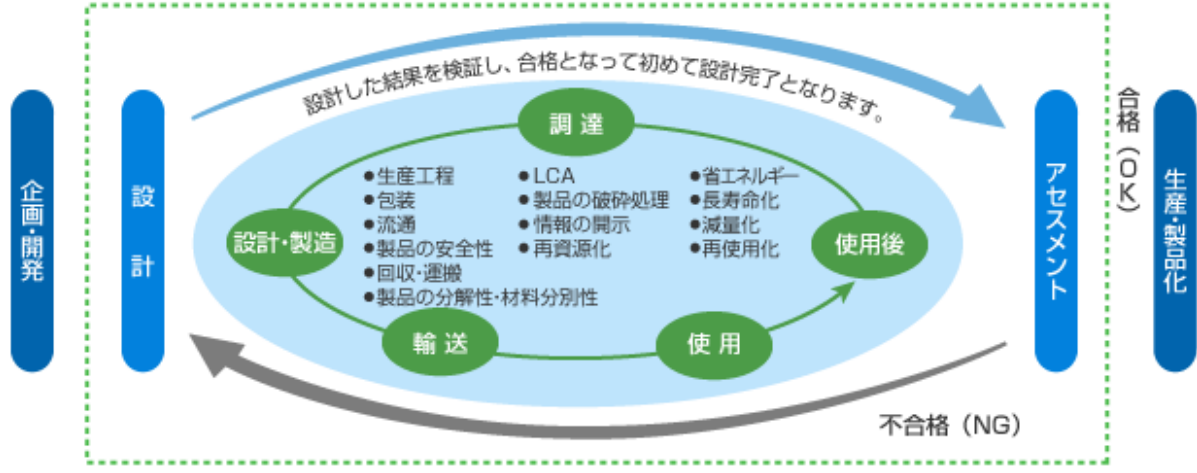 企画・開発
設計
設計した結果を検証し、合格となって初めて設計完了となります。
調達
設計・製造
●生産工程
●包装
●流通
●製品の安全性
●回収・運搬
●製品の分解性・材料分別性
●LCA
●製品の破砕処理
●情報の開示
●再資源化
●省エネルギー
●長寿命化
●減量化
●再使用化
使用後
輸送
使用
アセスメント
不合格（NG）
合格（OK）
生産・製品化